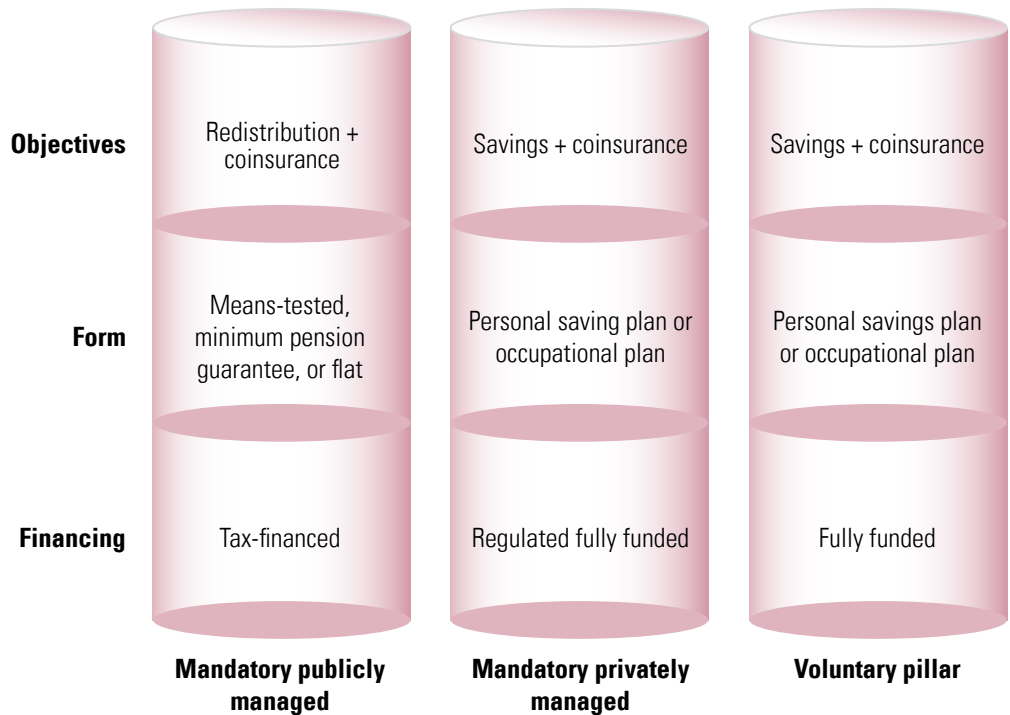 Objectives
Redistribution +
coinsurance
Savings + coinsurance
Savings + coinsurance
Form
Means-tested,
minimum pension
guarantee, or flat
Personal saving plan or
occupational plan
Personal savings plan
or occupational plan
Financing
Tax-financed
Regulated fully funded
Fully funded
Mandatory publicly
managed
Mandatory privately
managed
Voluntary pillar